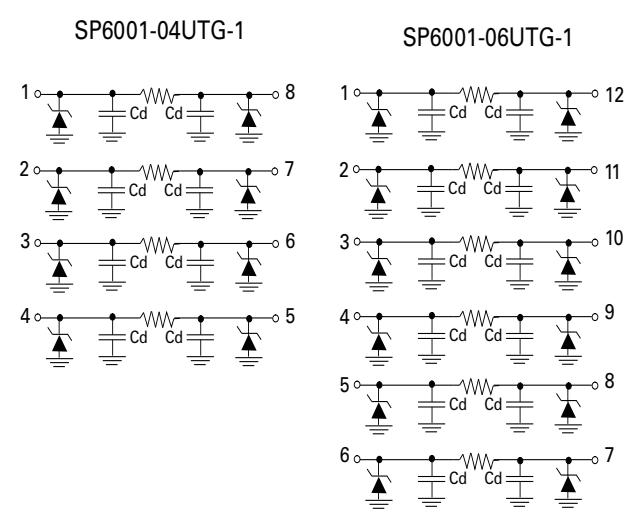 SP6001-04UTG-1
1 Cd Cd 8
2 Cd Cd 7
3 Cd Cd 6
4 Cd Cd 5
SP6001-06UTG-1
1 Cd Cd 12
2 Cd Cd 11
3 Cd Cd 10
4 Cd Cd 9
5 Cd Cd 8
6 Cd Cd 7